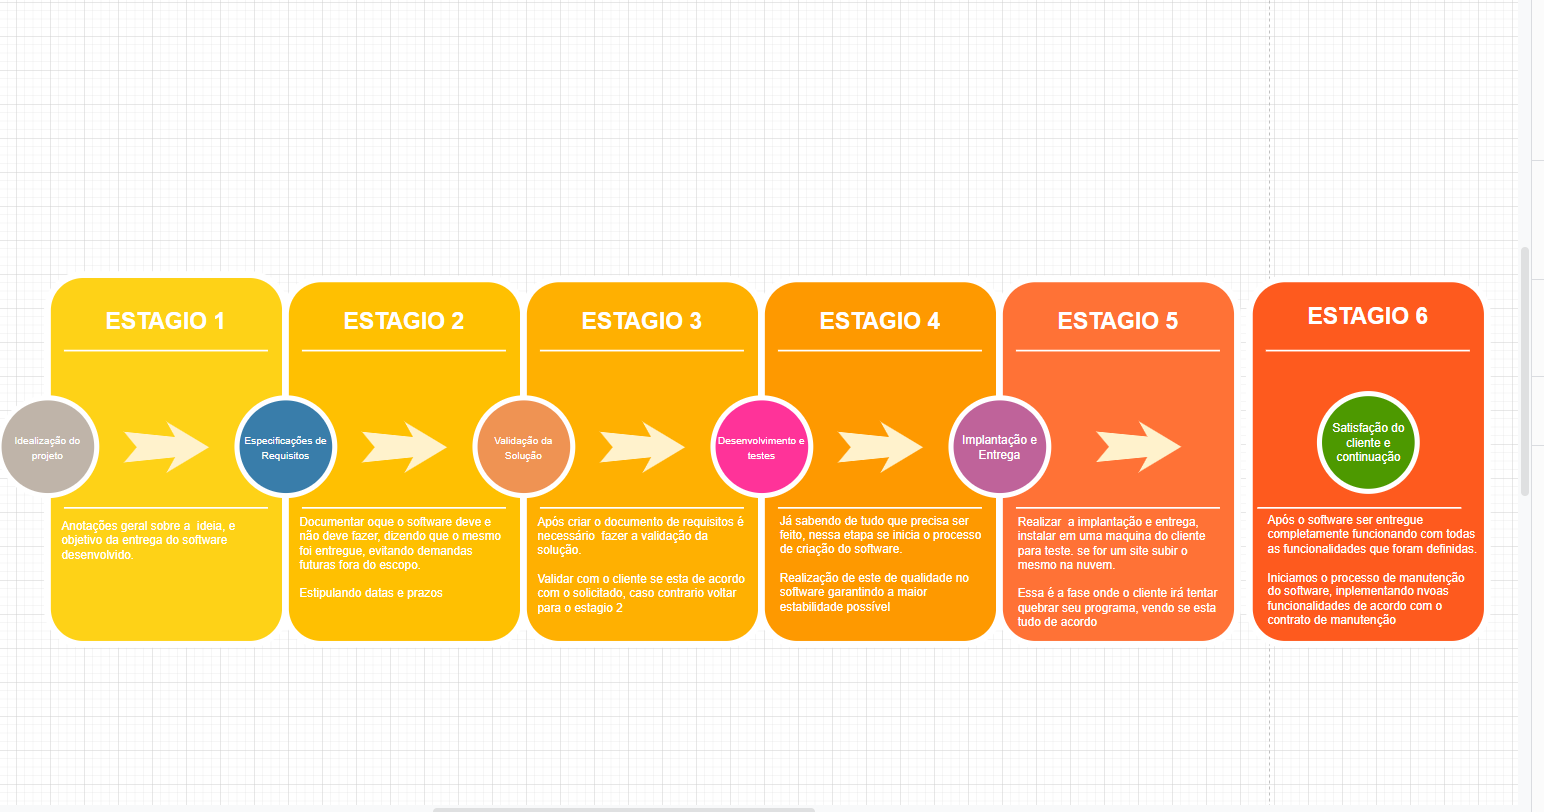 ESTAGIO 1
Idealização do
projeto
Anotações geral sobre a  ideia, e
objetivo da entrega do software
desenvolvido.
ESTAGIO 2
Especificações de
Requisitos
Documentar oque o software deve e
não deve fazer, dizendo que o mesmo
foi entregue, evitando demandas
futuras fora do escopo.
Estipulando datas e prazos
ESTAGIO 3
Validação da
Solução
Após criar o documento de requisitos é
necessário  fazer a validação da
solução.
Validar com o cliente se esta de acordo
com o solicitado, caso contrario voltar
para o estagio 2
ESTAGIO 4
Desenvolvimento e
testes
Já sabendo de tudo que precisa ser
feito, nessa etapa se inicia o processo
de criação do software.
Realização de este de qualidade no
software garantindo a maior
estabilidade possível
ESTAGIO 5
Implantação e
Entrega
Realizar  a implantação e entrega,
instalar em uma maquina do cliente
para teste. se for um site subir o
mesmo na nuvem.
Essa é a fase onde o cliente irá tentar
quebrar seu programa, vendo se esta
tudo de acordo
ESTAGIO 6
Satisfação do
cliente e
continuação
Após o software ser entregue
completamente funcionando com todas
as funcionalidades que foram definidas.
Iniciamos o processo de manutenção
do software, inplementando nvoas
funcionalidades de acordo com o
contrato de manutenção